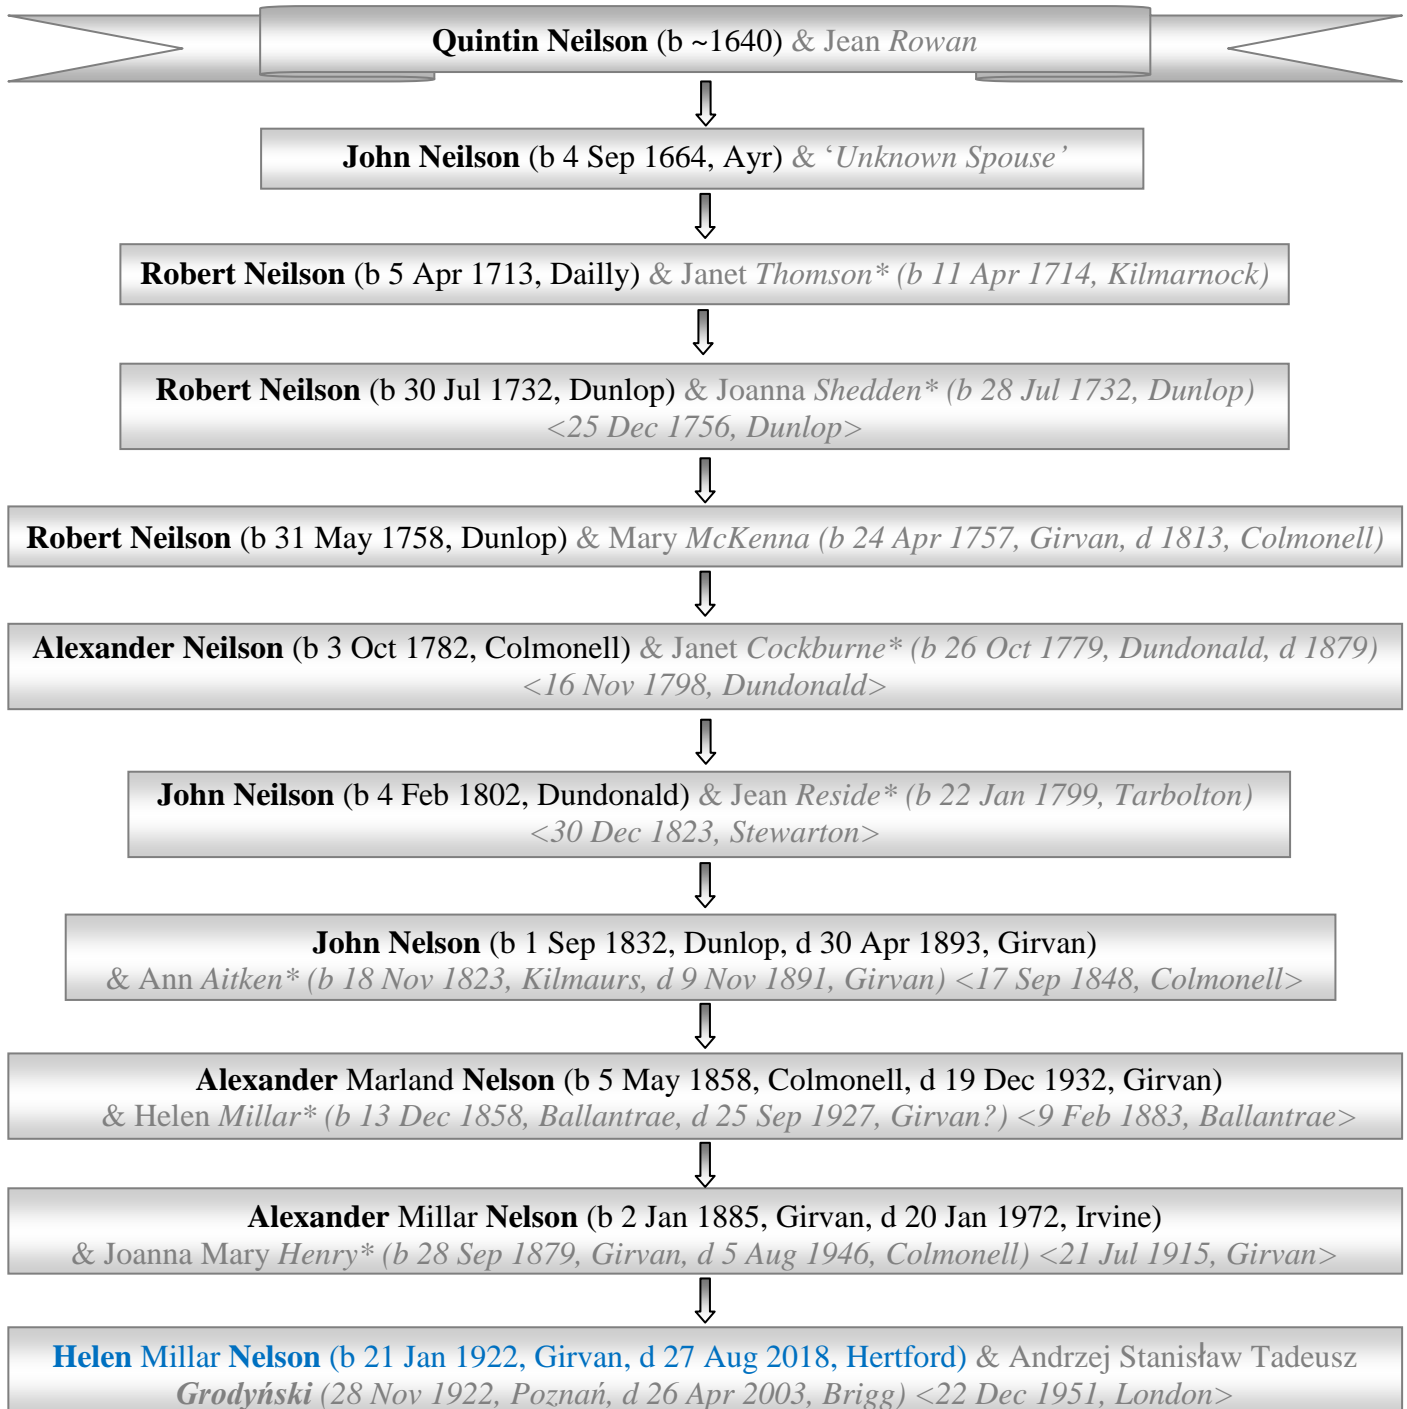 Quintin Neilson (b ~1640) & Jean Rowan
John Neilson (b 4 Sep 1664, Ayr) & ‘Unknown Spouse’
Robert Neilson (b 5 Apr 1713, Dailly) & Janet Thomson* (b 11 Apr 1714, Kilmarnock)
Robert Neilson (b 30 Jul 1732, Dunlop) & Joanna Shedden* (b 28 Jul 1732, Dunlop)
<25 Dec 1756, Dunlop>
Robert Neilson (b 31 May 1758, Dunlop) & Mary McKenna (b 24 Apr 1757, Girvan, d 1813, Colmonell)
Alexander Neilson (b 3 Oct 1782, Colmonell) & Janet Cockburne* (b 26 Oct 1779, Dundonald, d 1879)
<16 Nov 1798, Dundonald>
John Neilson (b 4 Feb 1802, Dundonald) & Jean Reside* (b 22 Jan 1799, Tarbolton)
<30 Dec 1823, Stewarton>
John Nelson (b 1 Sep 1832, Dunlop, d 30 Apr 1893, Girvan)
& Ann Aitken* (b 18 Nov 1823, Kilmaurs, d 9 Nov 1891, Girvan) <17 Sep 1848, Colmonell>
Alexander Marland Nelson (b 5 May 1858, Colmonell, d 19 Dec 1932, Girvan)
& Helen Millar* (b 13 Dec 1858, Ballantrae, d 25 Sep 1927, Girvan?) <9 Feb 1883, Ballantrae>
Alexander Millar Nelson (b 2 Jan 1885, Girvan, d 20 Jan 1972, Irvine)
& Joanna Mary Henry* (b 28 Sep 1879, Girvan, d 5 Aug 1946, Colmonell) <21 Jul 1915, Girvan>
Helen Millar Nelson (b 21 Jan 1922, Girvan, d 27 Aug 2018, Hertford) & Andrzej Stanisław Tadeusz
Grodyński (28 Nov 1922, Poznań, d 26 Apr 2003, Brigg) <22 Dec 1951, London>